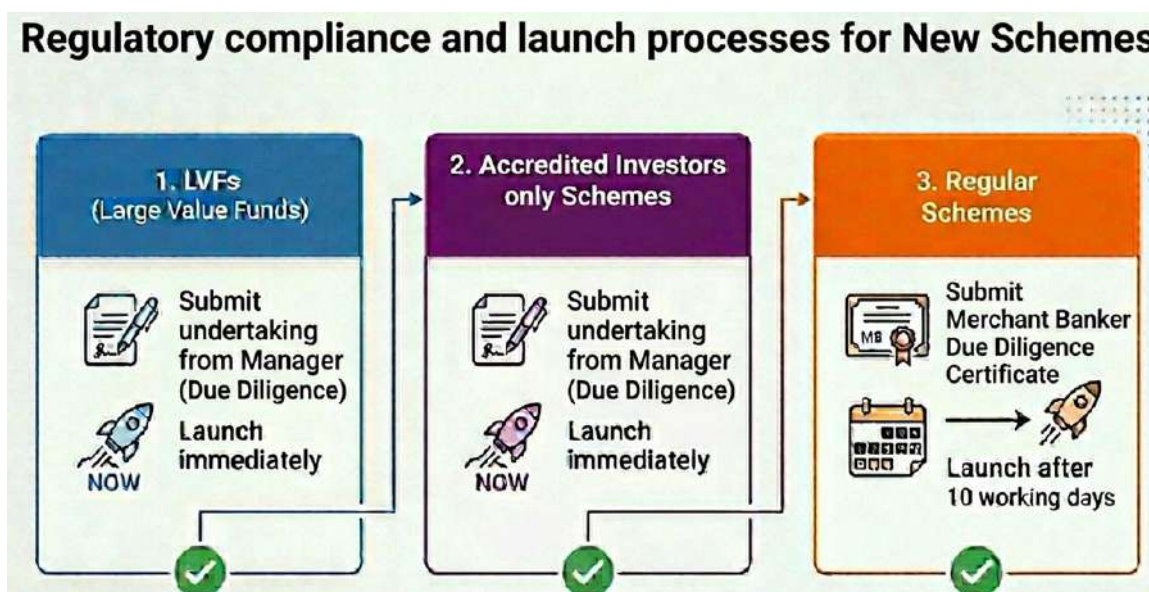 Regulatory compliance and launch processes for New Schemes
1. LVFs
(Large Value Funds)
Submit
undertaking
from Manager
(Due Diligence)
Launch
immediately
NOW
2. Accredited Investors
only Schemes
Submit
undertaking
from Manager
(Due Diligence)
Launch
immediately
NOW
3. Regular
Schemes
MB
Submit
Merchant Banker
Due Diligence
Certificate
Launch after
10 working days